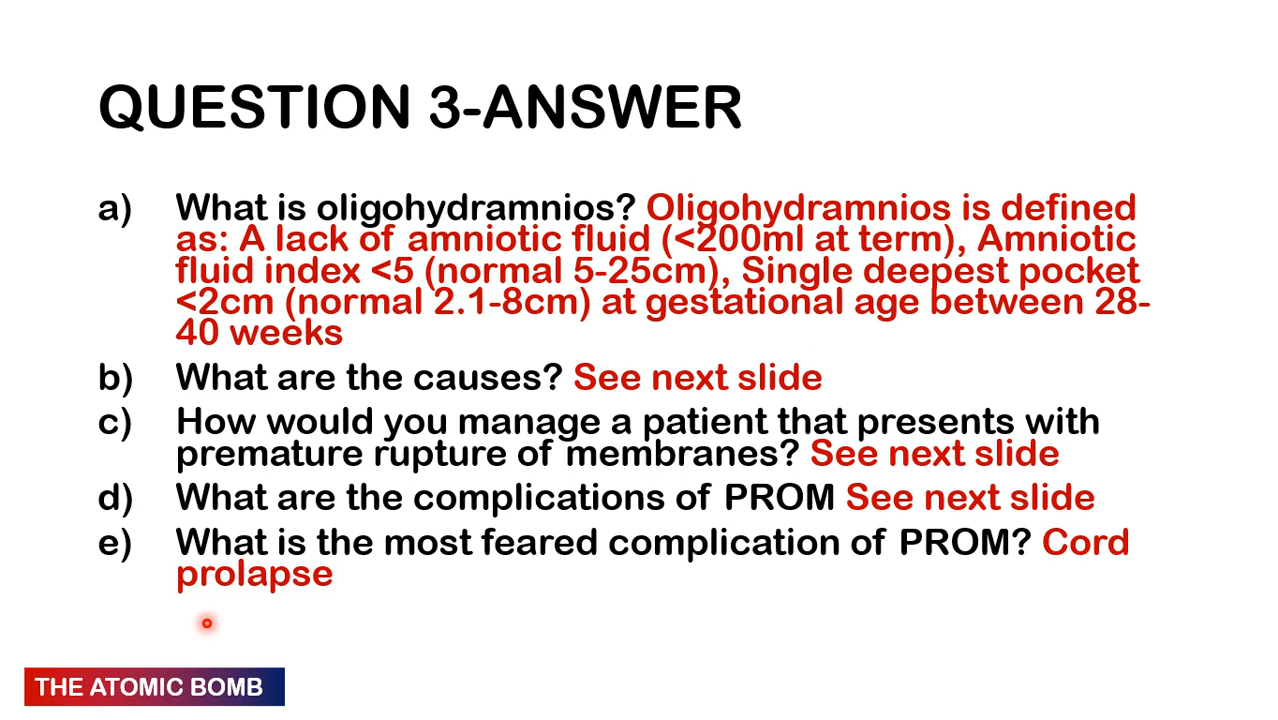 QUESTION 3-ANSWER
a) What is oligohydramnios? Oligohydramnios is defined
as: A lack of amniotic fluid (<200ml at term), Amniotic
fluid index <5 (normal 5-25cm), Single deepest pocket
<2cm (normal 2.1-8cm) at gestational age between 28-
40 weeks
b) What are the causes? See next slide
c) How would you manage a patient that presents with
premature rupture of membranes? See next slide
d) What are the complications of PROM See next slide
e) What is the most feared complication of PROM? Cord
prolapse
THE ATOMIC BOMB